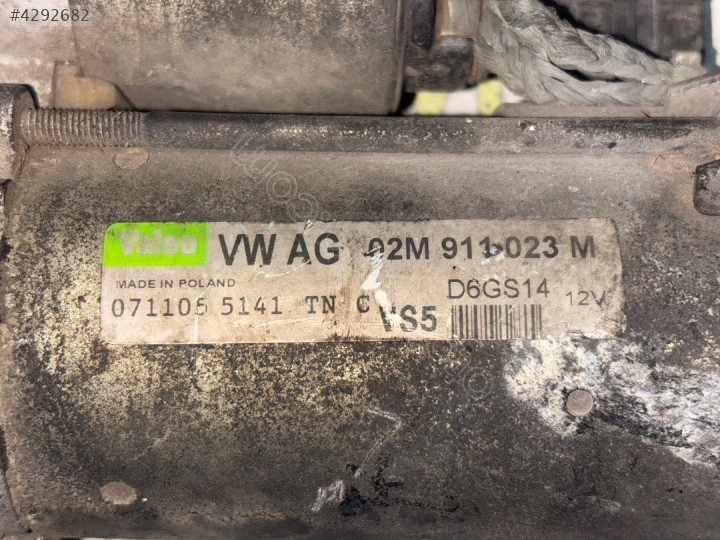 #4292682
Valeo VW AG 02M 911 023 M
MADE IN POLAND D6GS14 12V
071106 5141 TN C VS5